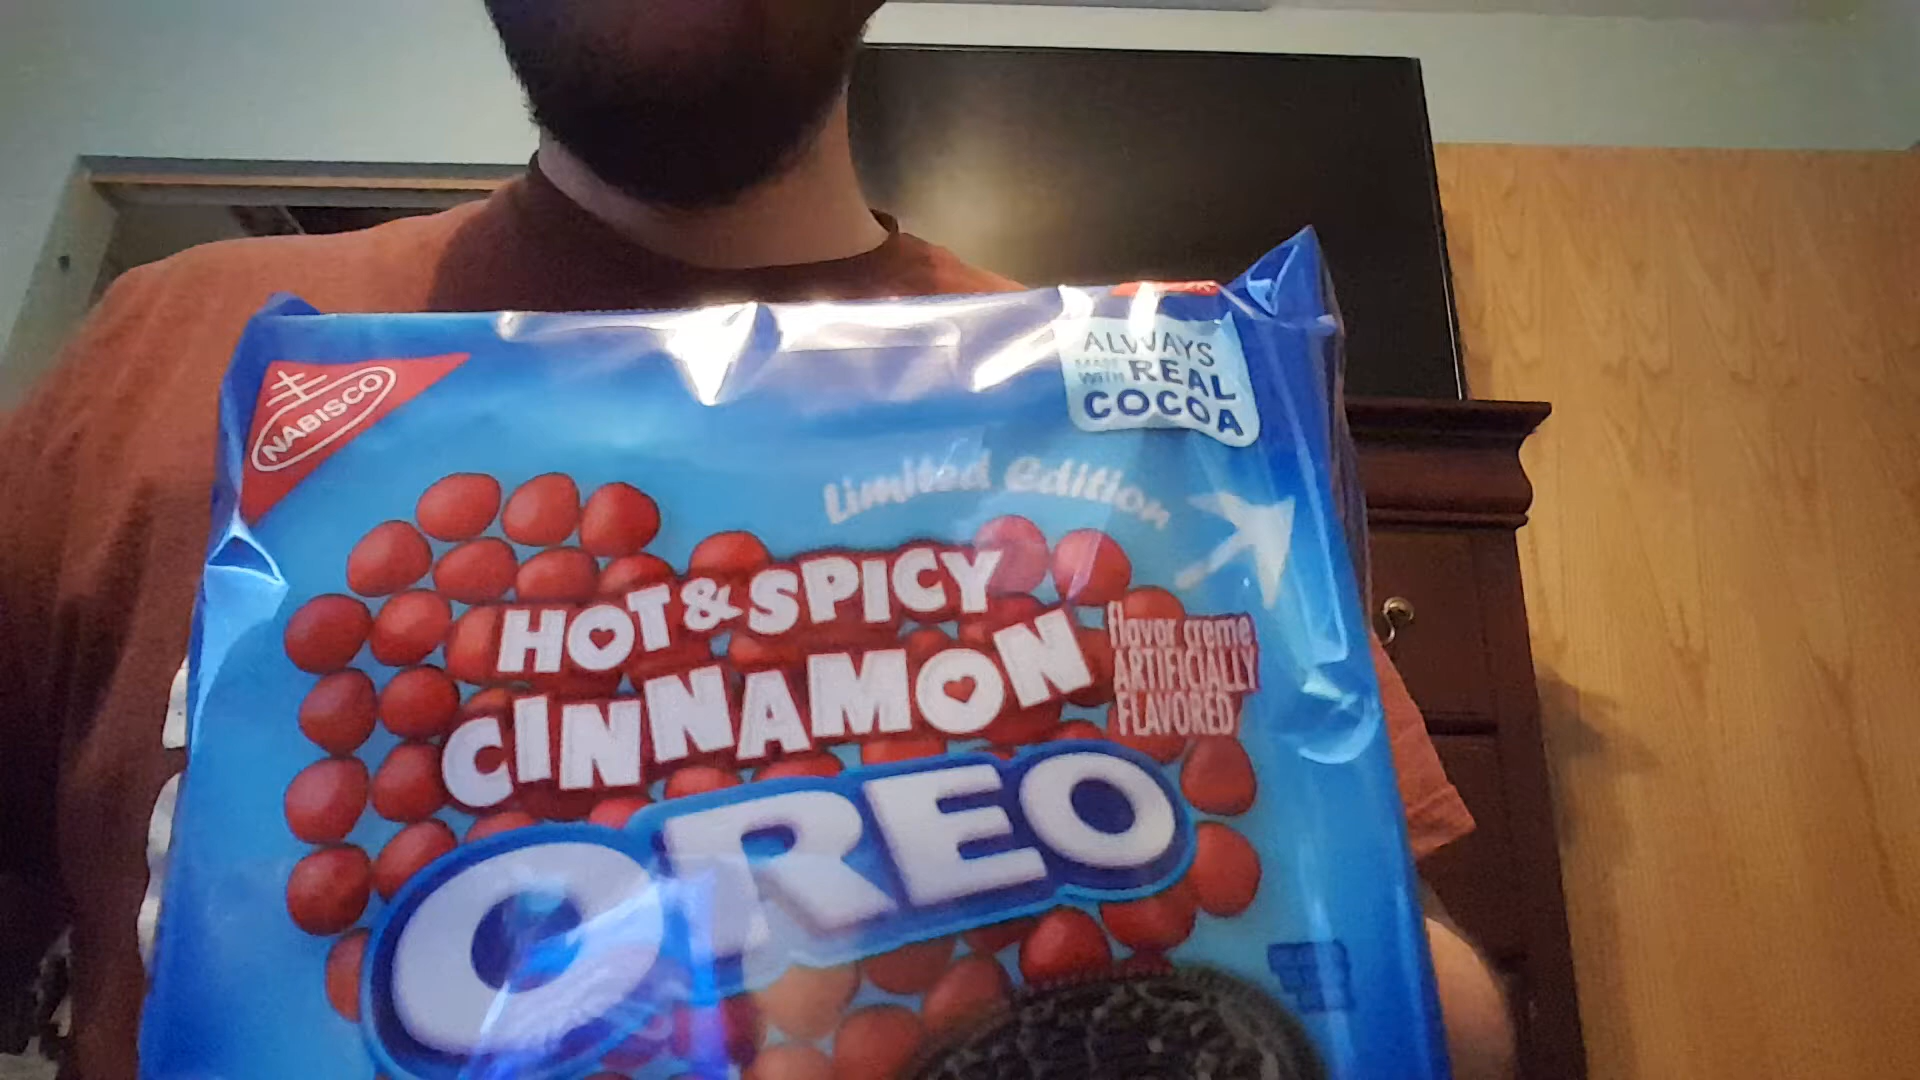 NABISCO
ALWAYS
MADE
WITH REAL
COCOA
Limited Edition
HOT & SPICY
CINNAMON
flavor creme
ARTIFICIALLY
FLAVORED
OREO